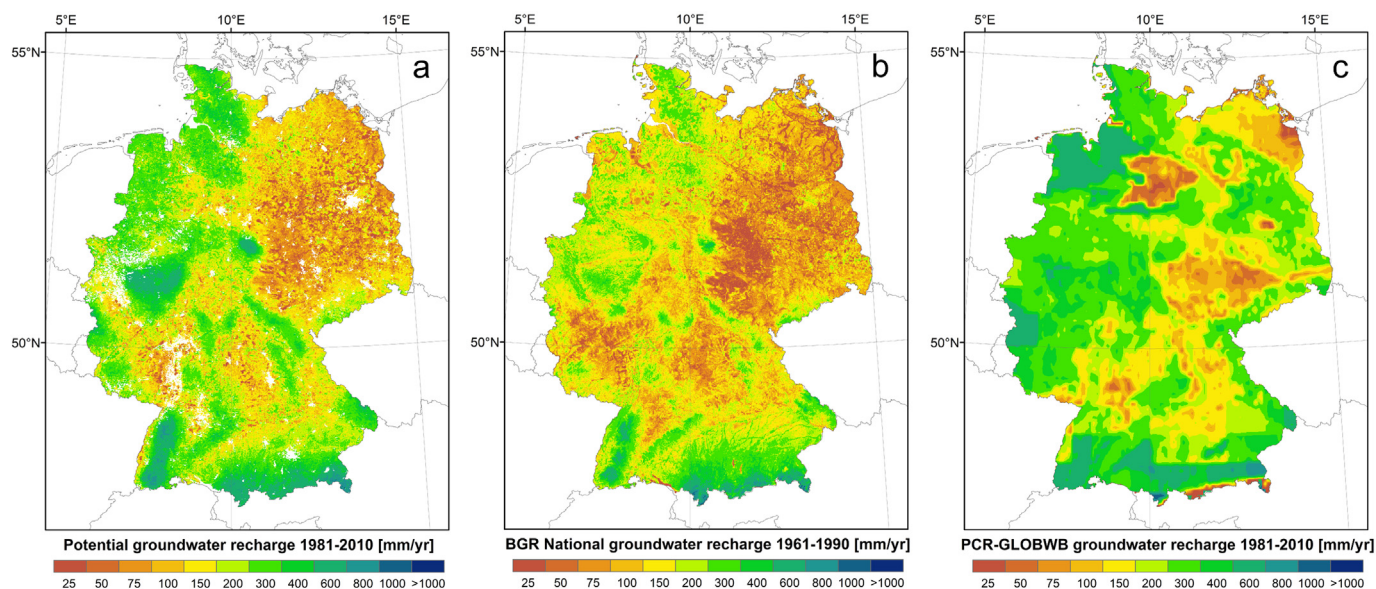 5°E 10°E 15°E 5°E 10°E 15°E 5°E 10°E 15°E
55°N a 55°N b 55°N c
50°N 50°N 50°N
Potential groundwater recharge 1981-2010 [mm/yr] BGR National groundwater recharge 1961-1990 [mm/yr] PCR-GLOBWB groundwater recharge 1981-2010 [mm/yr]
25 50 75 100 150 200 300 400 600 800 1000 >1000 25 50 75 100 150 200 300 400 600 800 1000 >1000 25 50 75 100 150 200 300 400 600 800 1000 >1000